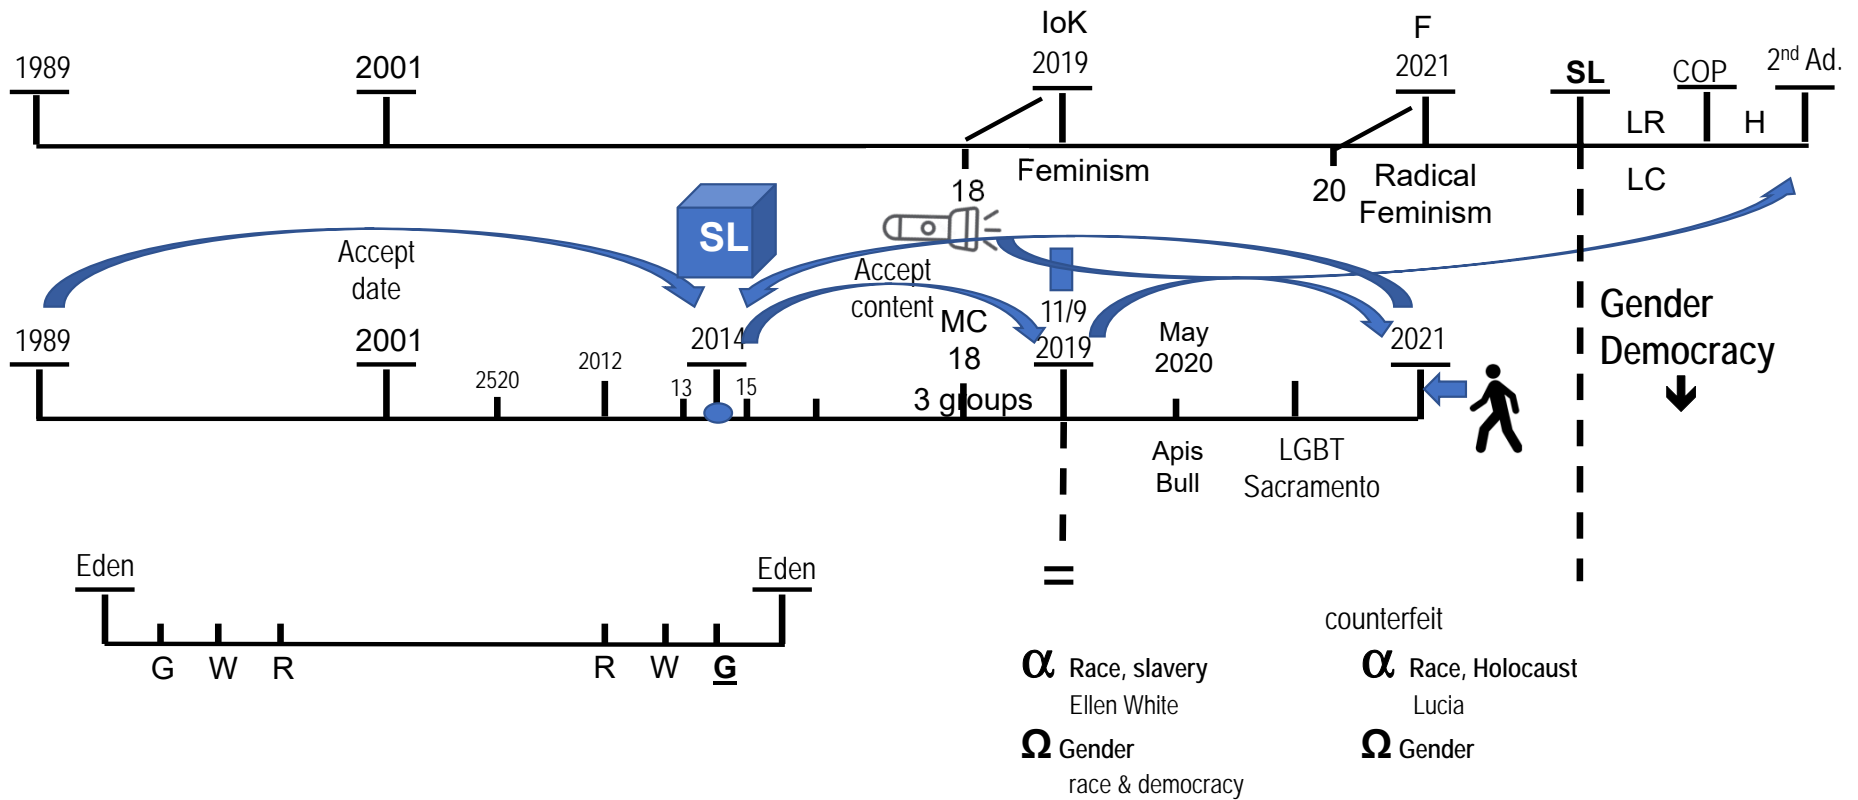 IoK
F
1989
2001
2019
2021
SL
COP
2nd Ad.
LR
H
18
Feminism
20
Radical
Feminism
LC
SL
Accept
date
Accept
content
11/9
Gender
Democracy
1989
2001
2520
2012
13
2014
15
MC
18
3 groups
2019
May
2020
2021
Apis
Bull
LGBT
Sacramento
Eden
Eden
G W R R W G
=
counterfeit
α Race, slavery
Ellen White
Ω Gender
race & democracy
α Race, Holocaust
Lucia
Ω Gender